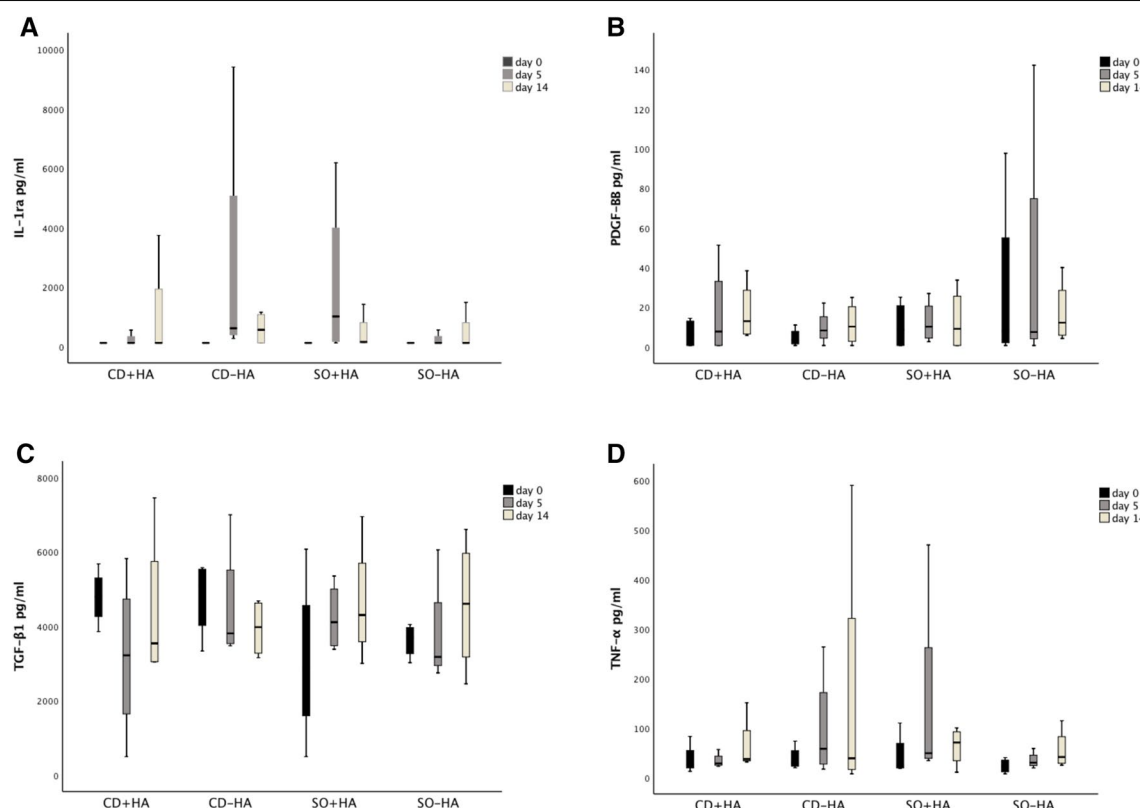 A
10000
8000
6000
4000
2000
0
IL-1ra pg/ml
day 0
day 5
day 14
CD+HA
CD-HA
SO+HA
SO-HA
B
140
120
100
80
60
40
20
0
PDGF-BB pg/ml
day 0
day 5
day 1
CD+HA
CD-HA
SO+HA
SO-HA
C
8000
6000
4000
2000
0
TGF-β1 pg/ml
day 0
day 5
day 14
CD+HA
CD-HA
SO+HA
SO-HA
D
600
500
400
300
200
100
0
TNF-α pg/ml
day 0
day 5
day 14
CD+HA
CD-HA
SO+HA
SO-HA